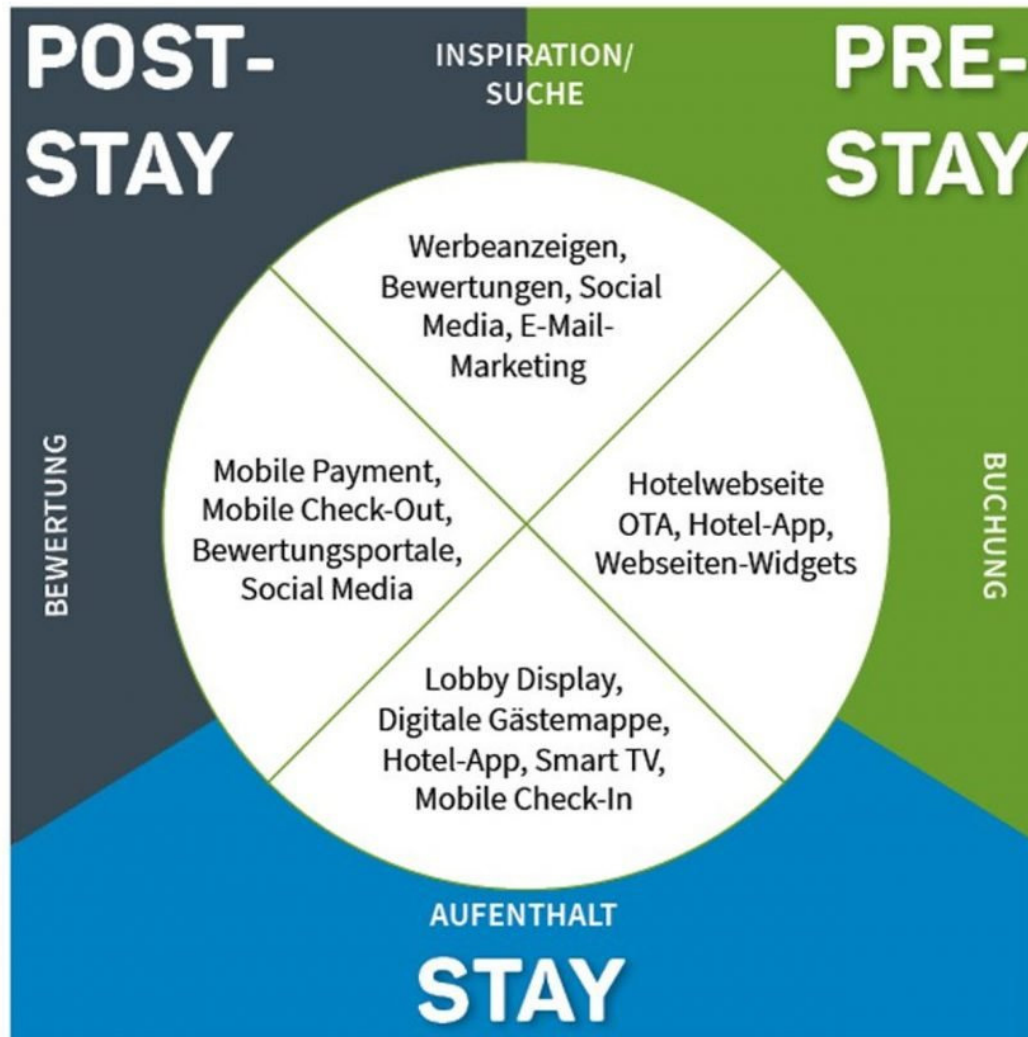 POST-
STAY
INSPIRATION/
SUCHE
PRE-
STAY
Werbeanzeigen,
Bewertungen, Social
Media, E-Mail-
Marketing
BEWERTUNG
Mobile Payment,
Mobile Check-Out,
Bewertungsportale,
Social Media
Hotelwebseite
OTA, Hotel-App,
Webseiten-Widgets
BUCHUNG
Lobby Display,
Digitale Gästemappe,
Hotel-App, Smart TV,
Mobile Check-In
AUFENTHALT
STAY